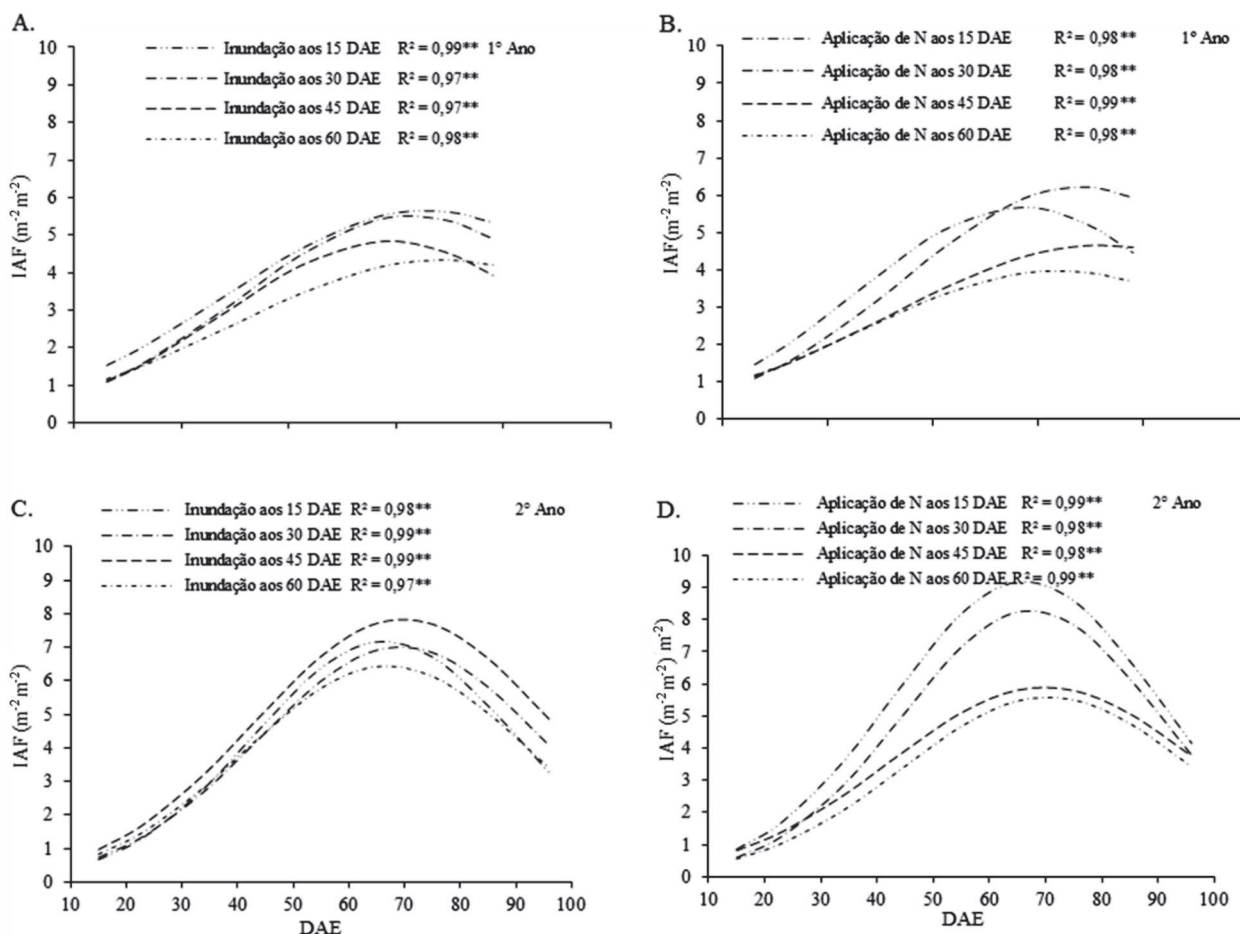 A.
Inundação aos 15 DAE R² = 0,99** 1° Ano
Inundação aos 30 DAE R² = 0,97**
Inundação aos 45 DAE R² = 0,97**
Inundação aos 60 DAE R² = 0,98**
10
9
8
7
6
5
4
3
2
1
0
IAF (m⁻² m⁻²)
B.
Aplicação de N aos 15 DAE R² = 0,98** 1° Ano
Aplicação de N aos 30 DAE R² = 0,98**
Aplicação de N aos 45 DAE R² = 0,99**
Aplicação de N aos 60 DAE R² = 0,98**
10
9
8
7
6
5
4
3
2
1
0
IAF (m⁻² m⁻²)
C.
Inundação aos 15 DAE R² = 0,98** 2° Ano
Inundação aos 30 DAE R² = 0,99**
Inundação aos 45 DAE R² = 0,99**
Inundação aos 60 DAE R² = 0,97**
10
9
8
7
6
5
4
3
2
1
0
IAF (m⁻² m⁻²)
10 20 30 40 50 60 70 80 90 100
DAE
D.
Aplicação de N aos 15 DAE R² = 0,99** 2° Ano
Aplicação de N aos 30 DAE R² = 0,98**
Aplicação de N aos 45 DAE R² = 0,98**
Aplicação de N aos 60 DAE R² = 0,99**
10
9
8
7
6
5
4
3
2
1
0
IAF (m⁻² m⁻²) m⁻²)
10 20 30 40 50 60 70 80 90 100
DAE